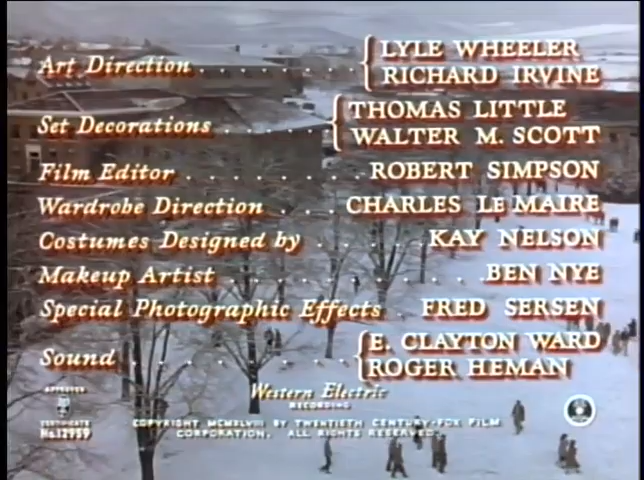 Art Direction . . . . . . . . { LYLE WHEELER
RICHARD IRVINE
Set Decorations . . . . . . { THOMAS LITTLE
WALTER M. SCOTT
Film Editor . . . . . . . . . ROBERT SIMPSON
Wardrobe Direction . . . CHARLES LE MAIRE
Costumes Designed by . . . . KAY NELSON
Makeup Artist . . . . . . . . . BEN NYE
Special Photographic Effects . . FRED SERSEN
Sound . . . . . . . . { E. CLAYTON WARD
ROGER HEMAN
Western Electric
RECORDING
APPROVED
CERTIFICATE
No.12959
COPYRIGHT MCMXLVIII BY TWENTIETH CENTURY-FOX FILM
CORPORATION. ALL RIGHTS RESERVED.